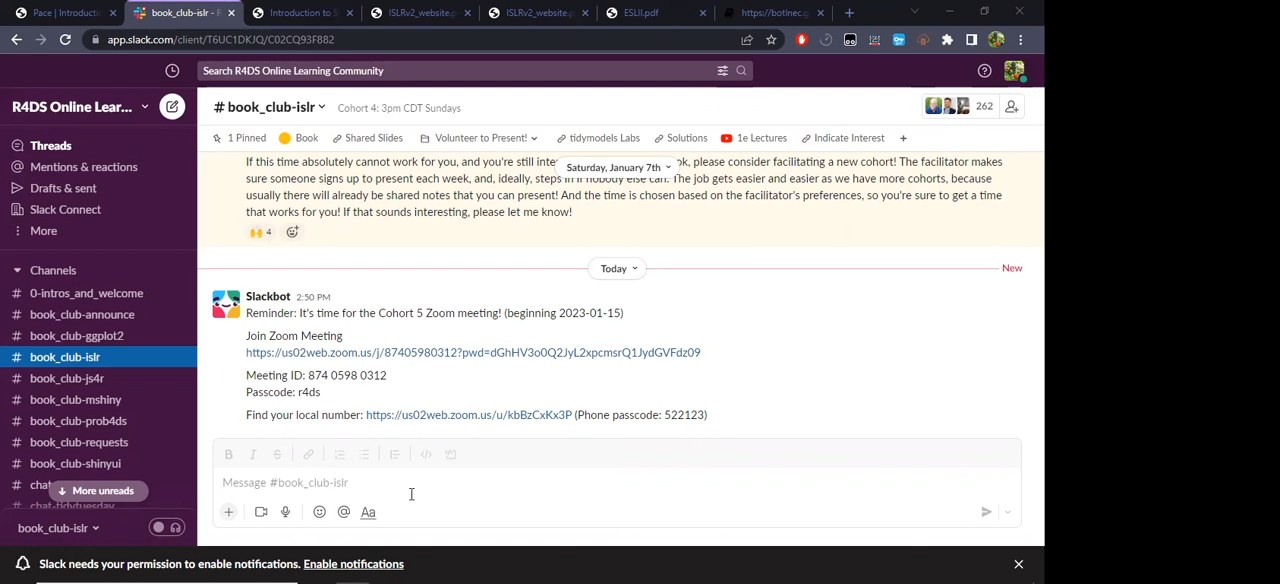 Pace | Introduction to
book_club-islr - R
Introduction to S
ISLRv2_website.p
ISLRv2_website.p
ESLII.pdf
https://botlnec.g
app.slack.com/client/T6UC1DKJQ/C02CQ93F882
Search R4DS Online Learning Community
R4DS Online Lear...
# book_club-islr
Cohort 4: 3pm CDT Sundays
262
1 Pinned
Book
Shared Slides
Volunteer to Present!
tidymodels Labs
Solutions
1e Lectures
Indicate Interest
Threads
Mentions & reactions
Drafts & sent
Slack Connect
More
Channels
# 0-intros_and_welcome
# book_club-announce
# book_club-ggplot2
# book_club-islr
# book_club-js4r
# book_club-mshiny
# book_club-prob4ds
# book_club-requests
# book_club-shinyui
# chat
More unreads
# chat-tidytuesday
book_club-islr
If this time absolutely cannot work for you, and you're still inte ok, please consider facilitating a new cohort! The facilitator makes
Saturday, January 7th
sure someone signs up to present each week, and, ideally, steps in if nobody else can. The job gets easier and easier as we have more cohorts, because
usually there will already be shared notes that you can present! And the time is chosen based on the facilitator's preferences, so you're sure to get a time
that works for you! If that sounds interesting, please let me know!
4
Today
New
Slackbot 2:50 PM
Reminder: It's time for the Cohort 5 Zoom meeting! (beginning 2023-01-15)
Join Zoom Meeting
https://us02web.zoom.us/j/87405980312?pwd=dGhHV3o0Q2JyL2xpcmsrQ1JydGVFdz09
Meeting ID: 874 0598 0312
Passcode: r4ds
Find your local number: https://us02web.zoom.us/u/kbBzCxKx3P (Phone passcode: 522123)
Message #book_club-islr
Aa
Slack needs your permission to enable notifications. Enable notifications